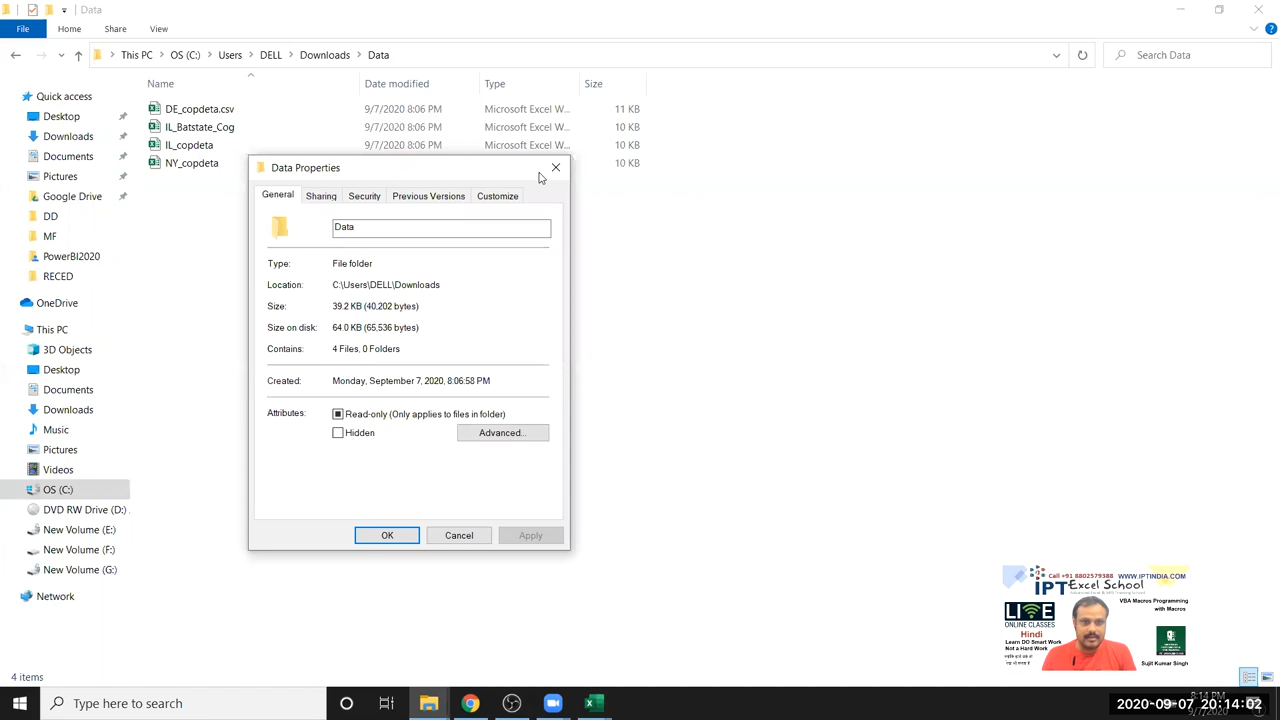 Data
File
Home
Share
View
This PC
OS (C:)
Users
DELL
Downloads
Data
Search Data
Name
Date modified
Type
Size
DE_copdeta.csv
9/7/2020 8:06 PM
Microsoft Excel W...
11 KB
IL_Batstate_Cog
9/7/2020 8:06 PM
Microsoft Excel W...
10 KB
IL_copdeta
9/7/2020 8:06 PM
Microsoft Excel W...
10 KB
NY_copdeta
10 KB
Quick access
Desktop
Downloads
Documents
Pictures
Google Drive
DD
MF
PowerBI2020
RECED
OneDrive
This PC
3D Objects
Desktop
Documents
Downloads
Music
Pictures
Videos
OS (C:)
DVD RW Drive (D:)
New Volume (E:)
New Volume (F:)
New Volume (G:)
Network
Data Properties
General
Sharing
Security
Previous Versions
Customize
Data
Type:
File folder
Location:
C:\Users\DELL\Downloads
Size:
39.2 KB (40,202 bytes)
Size on disk:
64.0 KB (65,536 bytes)
Contains:
4 Files, 0 Folders
Created:
Monday, September 7, 2020, 8:06:58 PM
Attributes:
Read-only (Only applies to files in folder)
Hidden
Advanced...
OK
Cancel
Apply
Call +91 8802579388 WWW.IPTINDIA.COM
IPT Excel School
LIVE
ONLINE CLASSES
Hindi
Learn DO Smart Work
Not a Hard Work
VBA Macros Programming
with Macros
Sujit Kumar Singh
4 items
Type here to search
8:14 PM
9/7/2020
2020-09-07 20:14:02